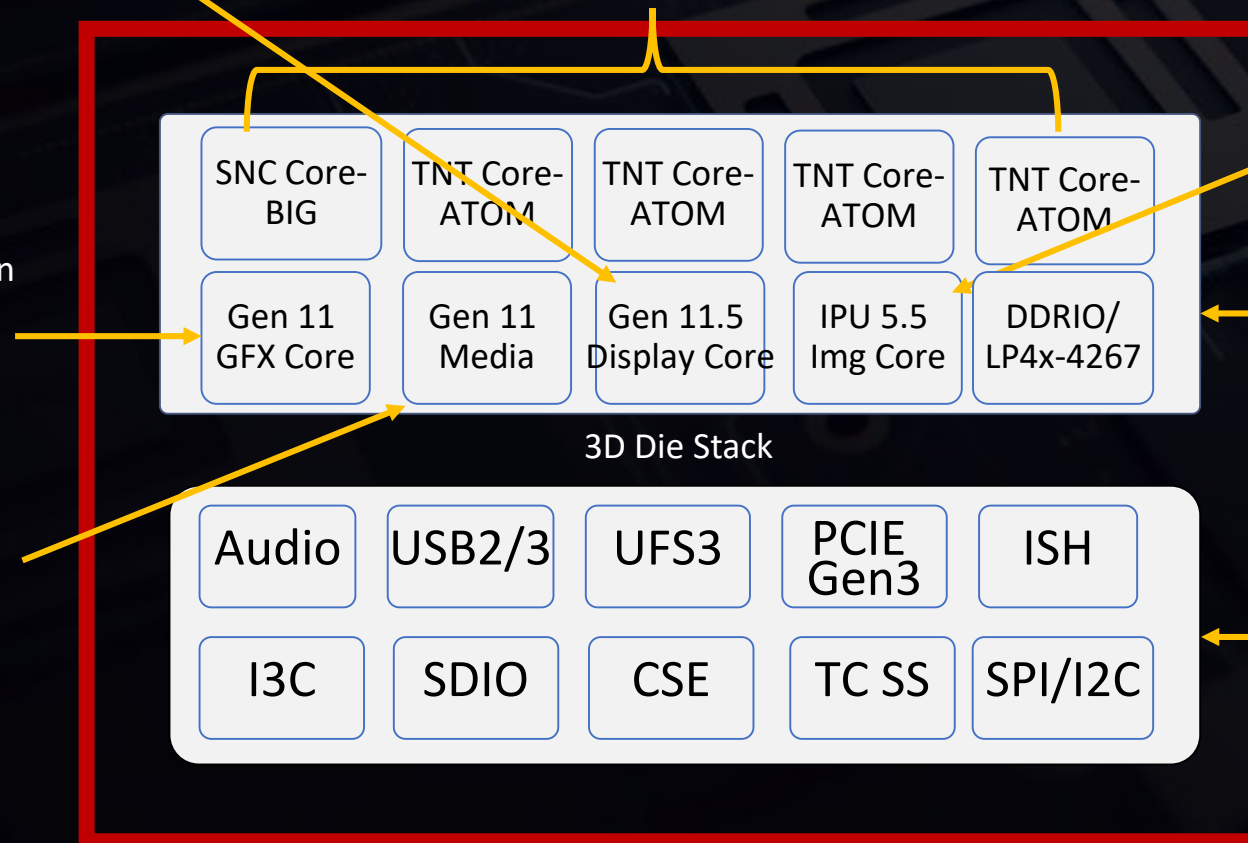 SNC Core-
BIG
TNT Core-
ATOM
TNT Core-
ATOM
TNT Core-
ATOM
TNT Core-
ATOM
n
Gen 11
GFX Core
Gen 11
Media
Gen 11.5
Display Core
IPU 5.5
Img Core
DDRIO/
LP4x-4267
3D Die Stack
Audio
USB2/3
UFS3
PCIE
Gen3
ISH
I3C
SDIO
CSE
TC SS
SPI/I2C